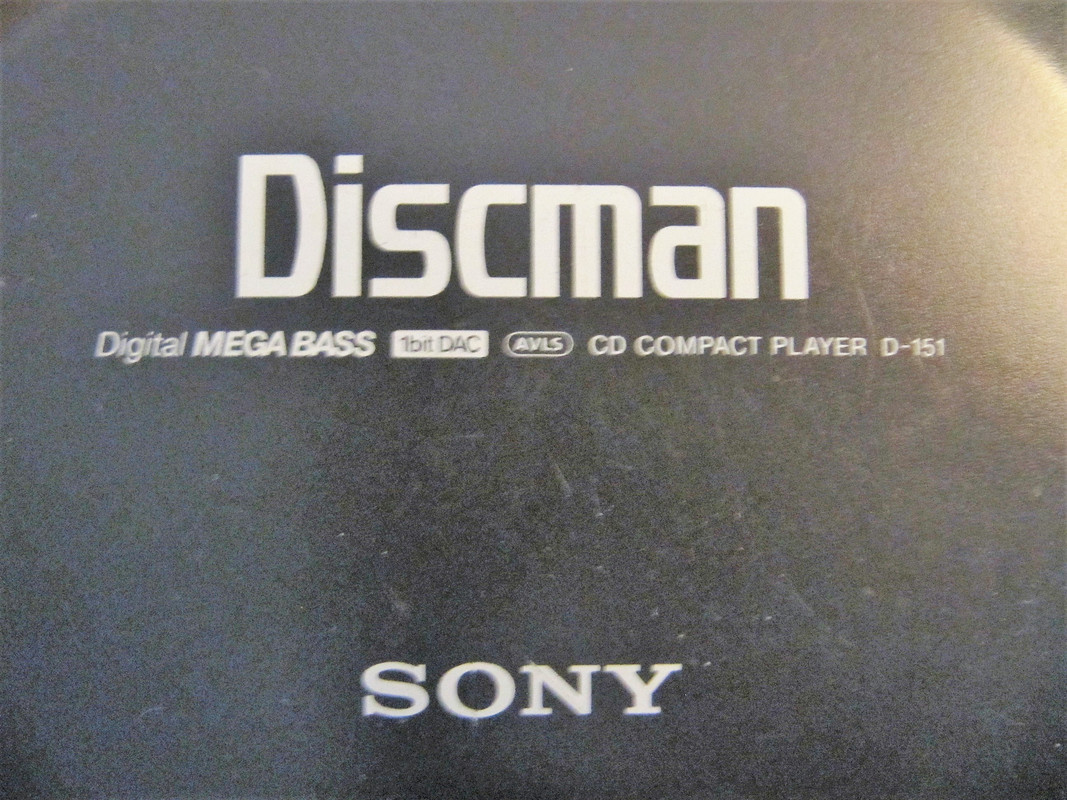 Discman
Digital MEGA BASS 1bit DAC AVLS CD COMPACT PLAYER D-151
SONY